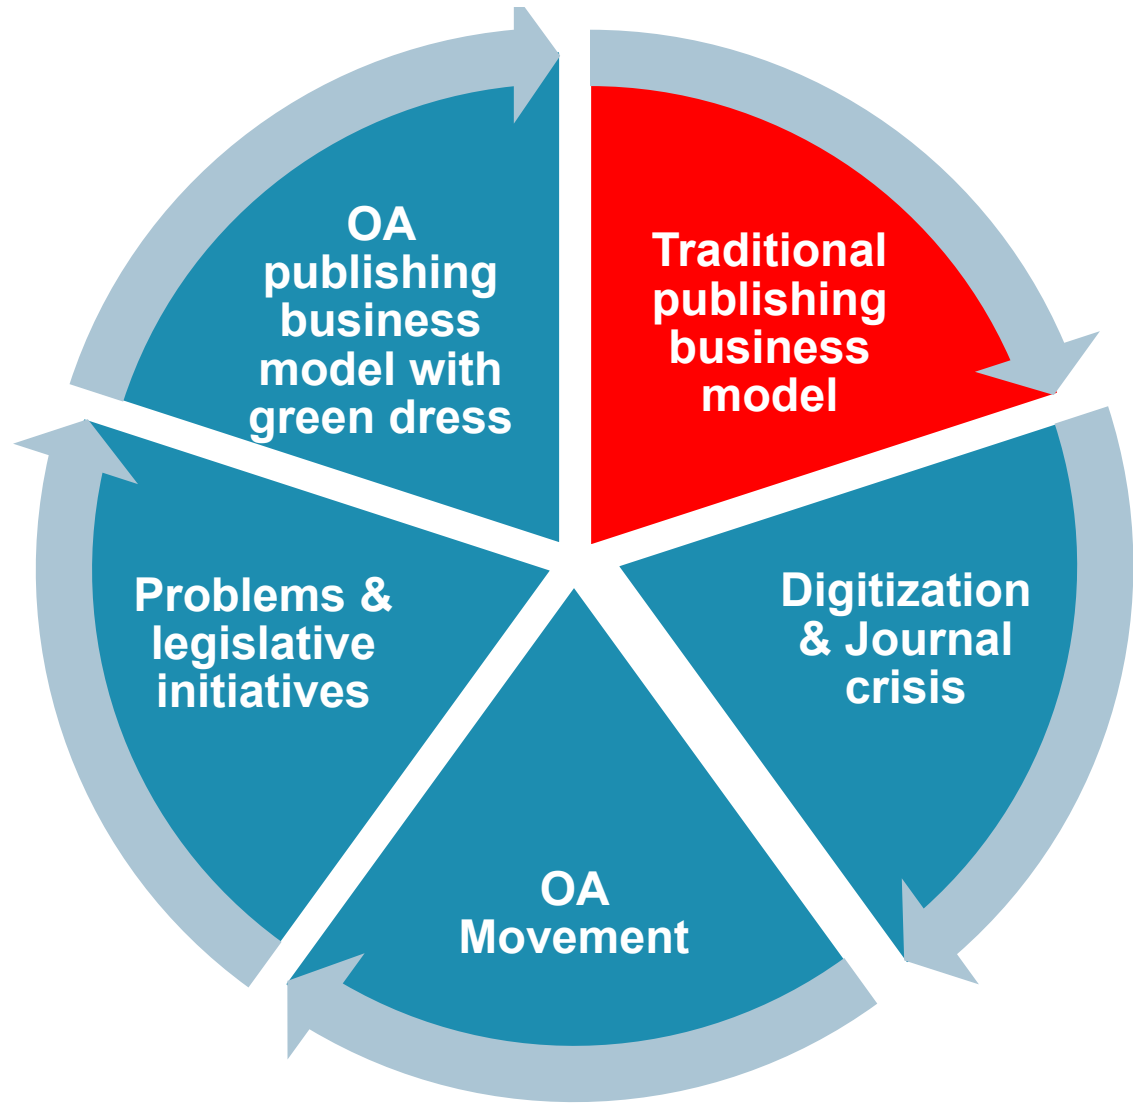 OA
publishing
business
model with
green dress
Traditional
publishing
business
model
Digitization
& Journal
crisis
OA
Movement
Problems &
legislative
initiatives